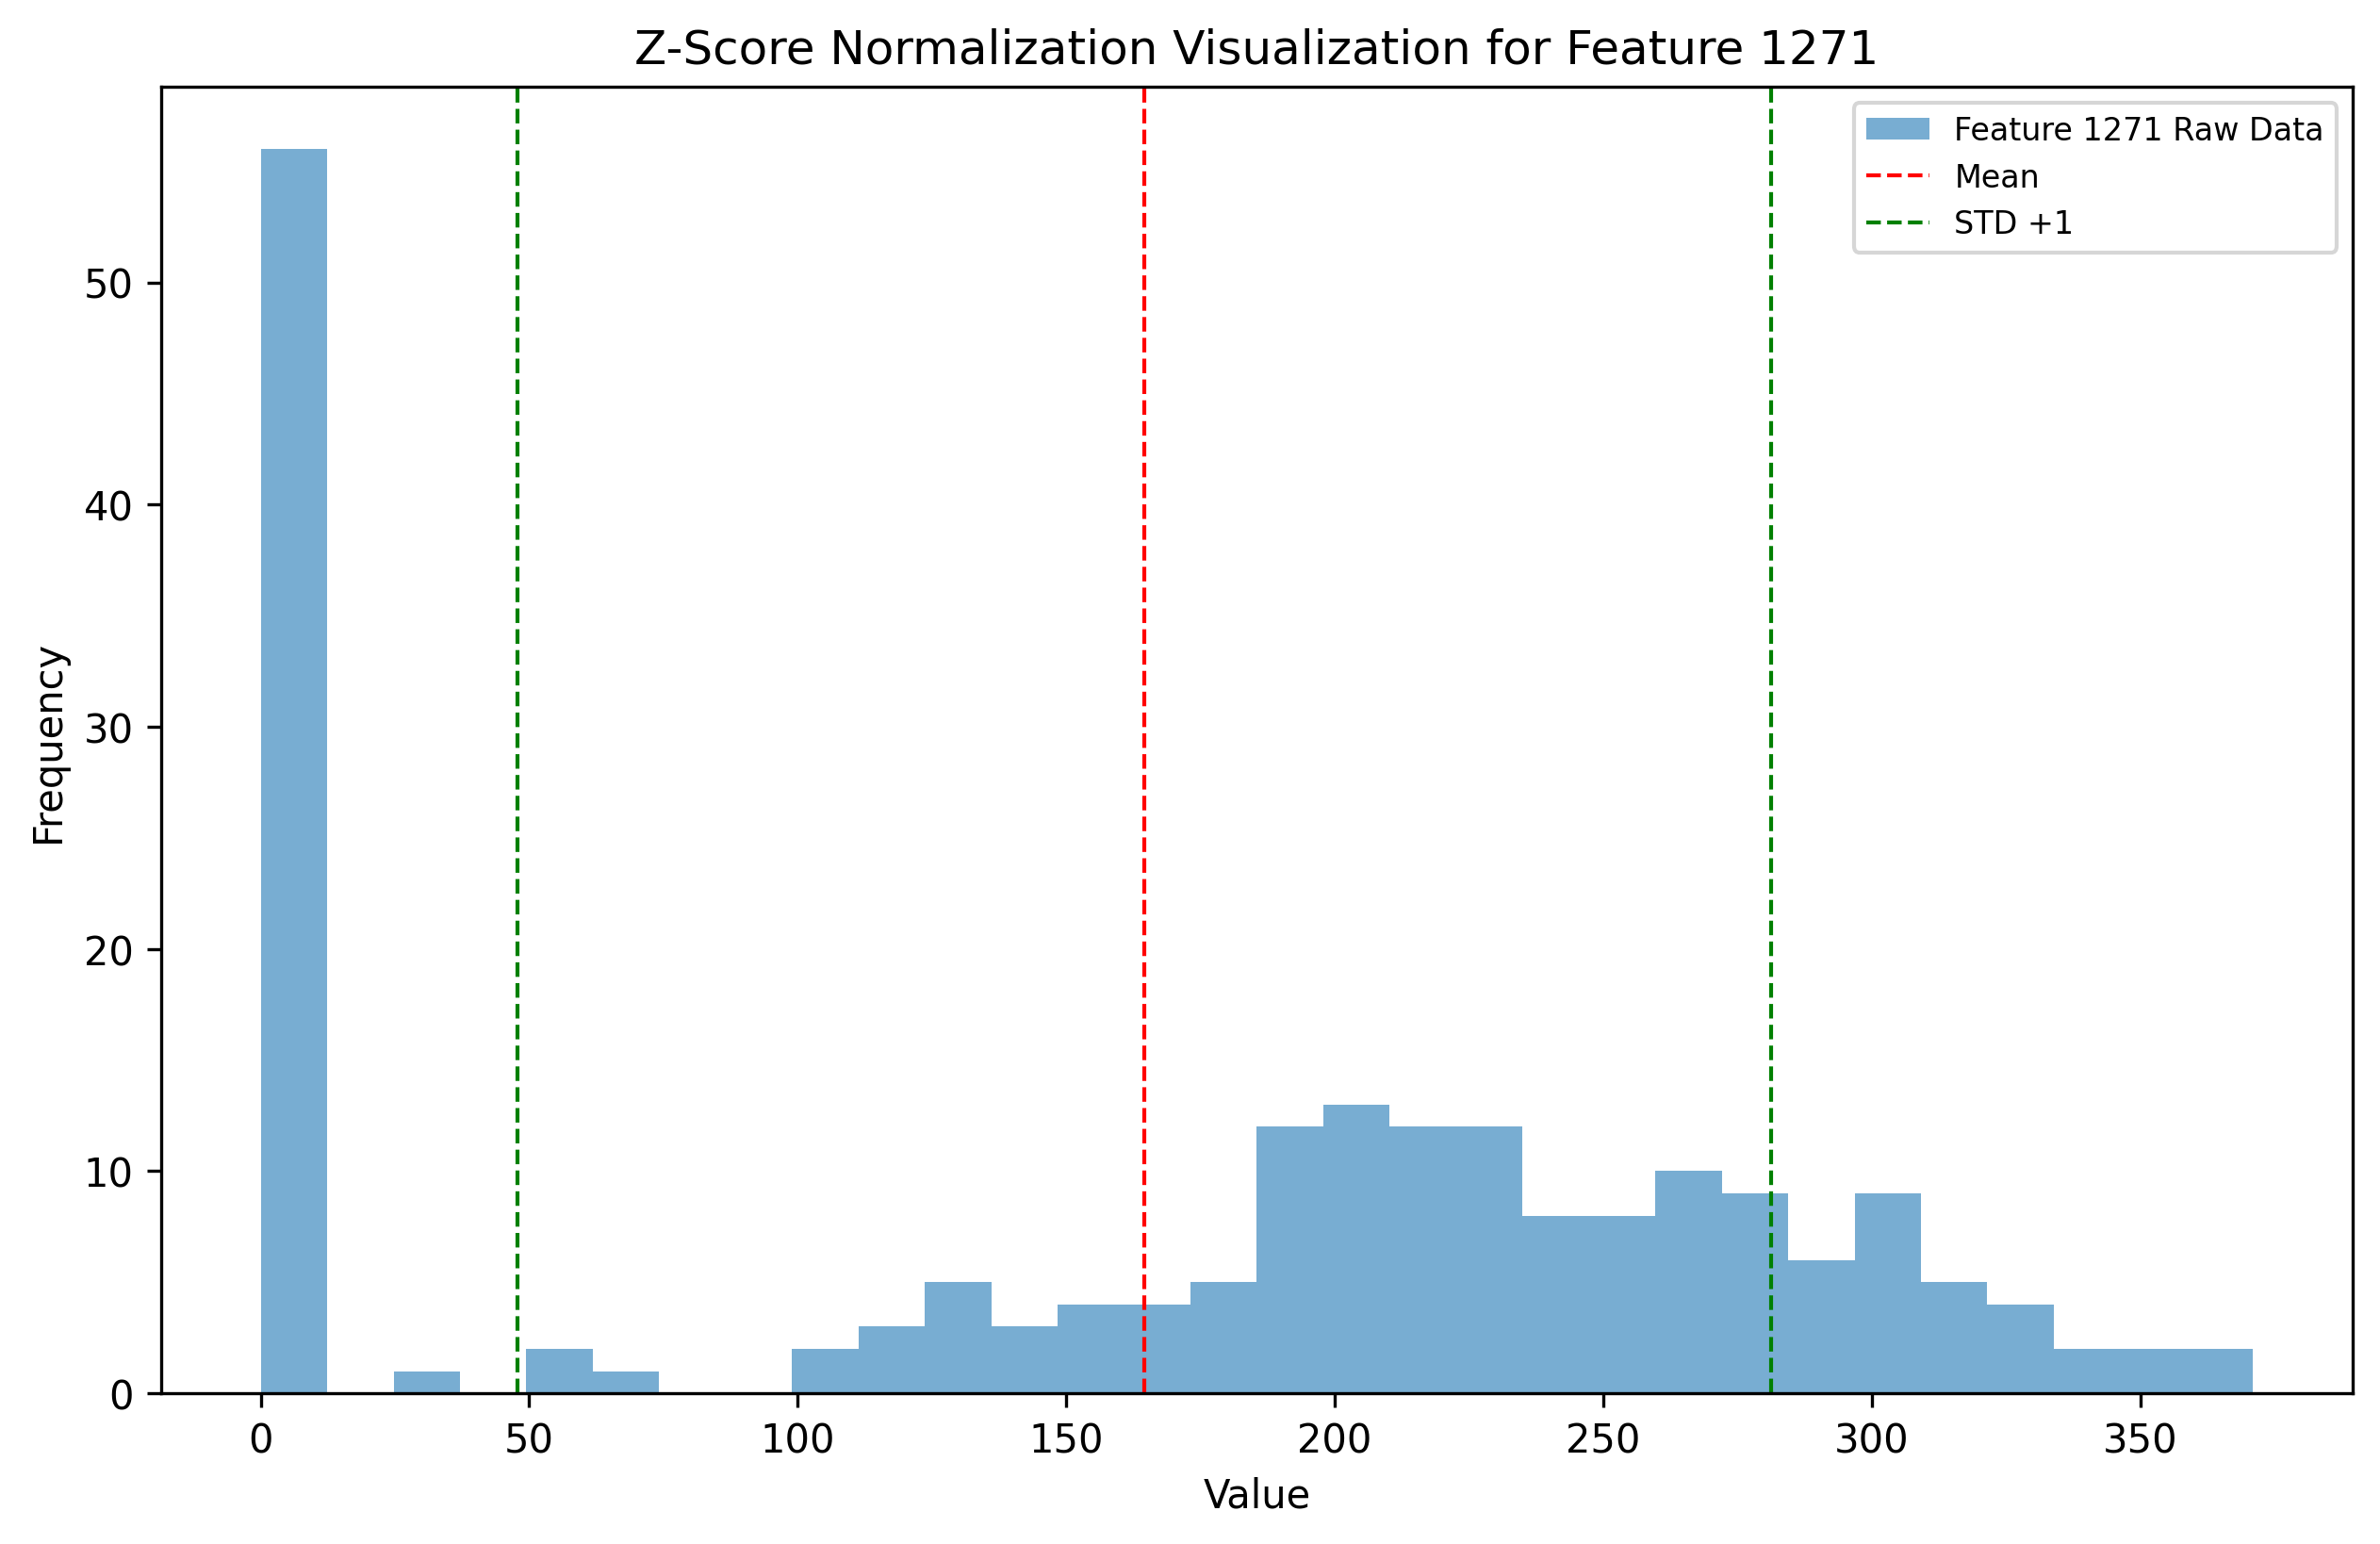 Z-Score Normalization Visualization for Feature 1271
Feature 1271 Raw Data
Mean
STD +1
Frequency
50
40
30
20
10
0
0 50 100 150 200 250 300 350
Value